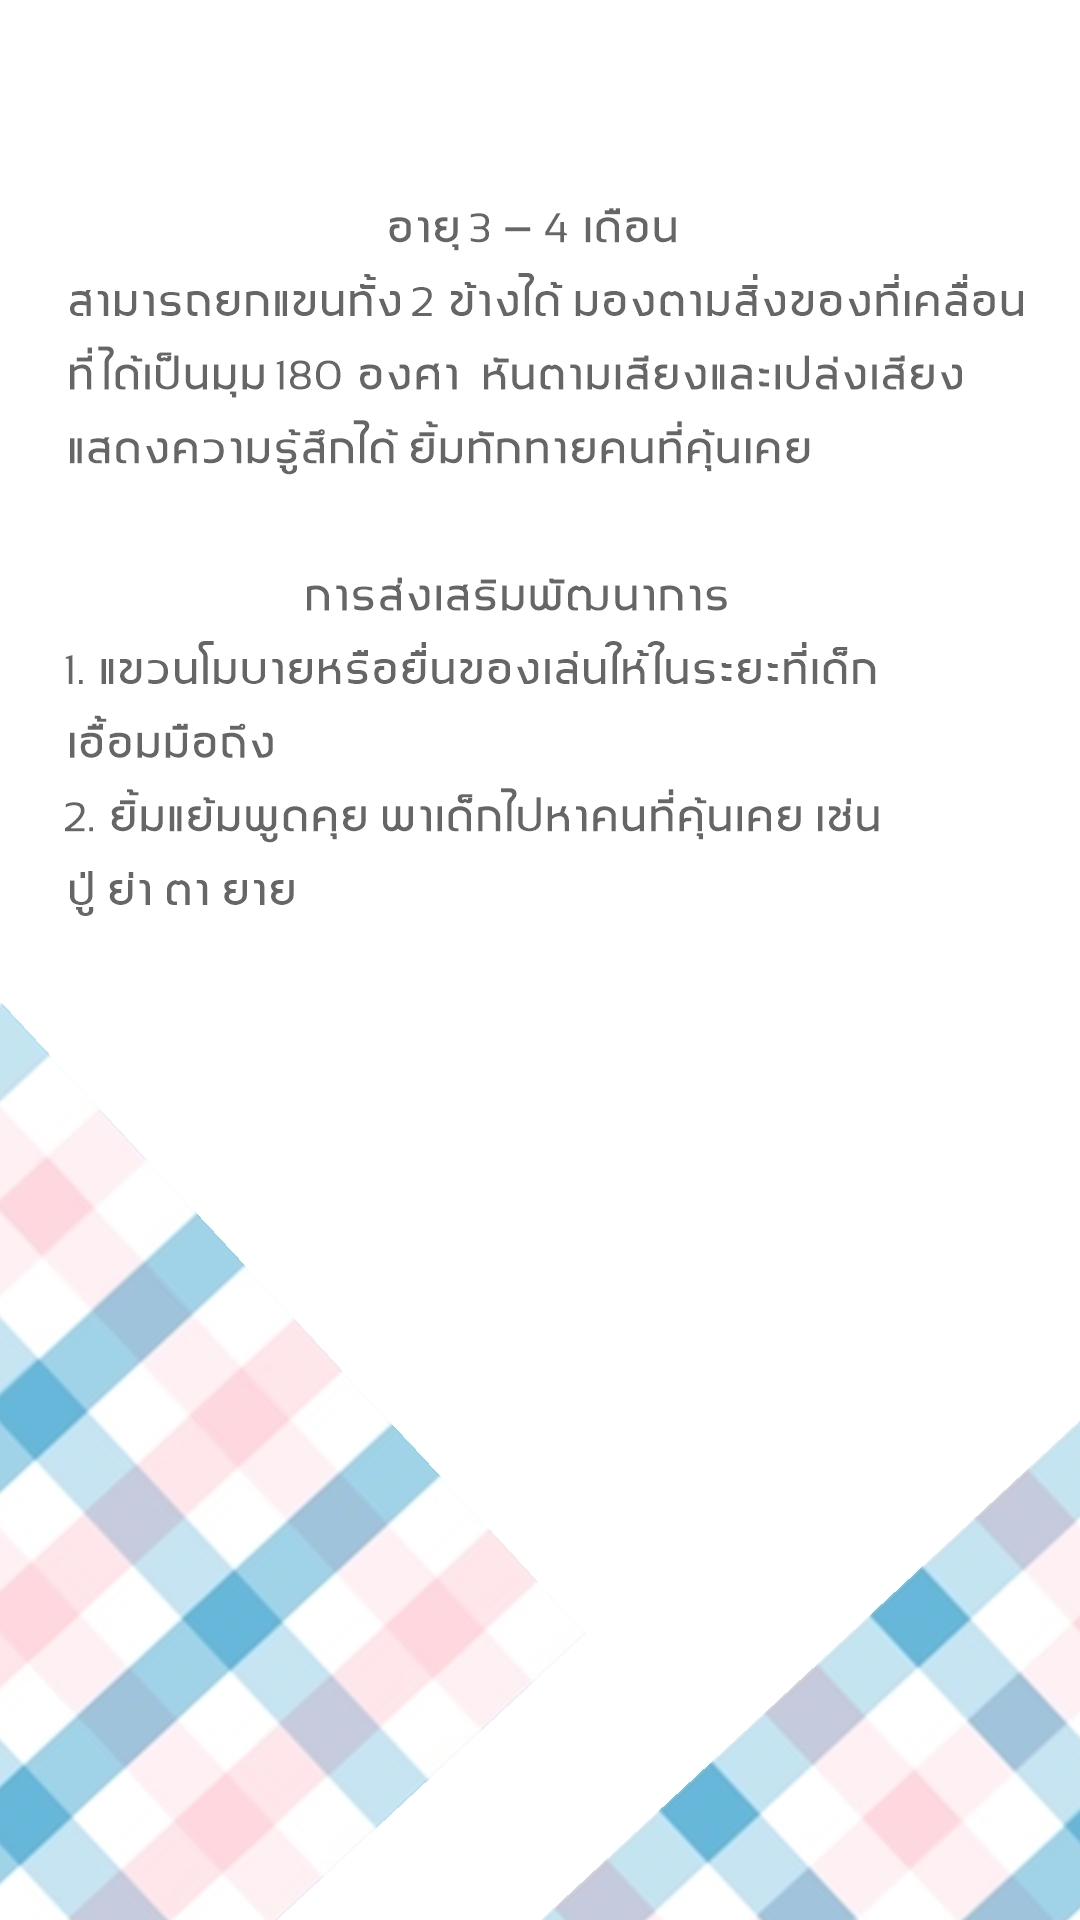 อายุ 3 – 4 เดือน
สามารถยกแขนทั้ง 2 ข้างได้ มองตามสิ่งของที่เคลื่อน
ที่ได้เป็นมุม 180 องศา หันตามเสียงและเปล่งเสียง
แสดงความรู้สึกได้ ยิ้มทักทายคนที่คุ้นเคย
การส่งเสริมพัฒนาการ
1. แขวนโมบายหรือยื่นของเล่นให้ในระยะที่เด็ก
เอื้อมมือถึง
2. ยิ้มแย้มพูดคุย พาเด็กไปหาคนที่คุ้นเคย เช่น
ปู่ ย่า ตา ยาย